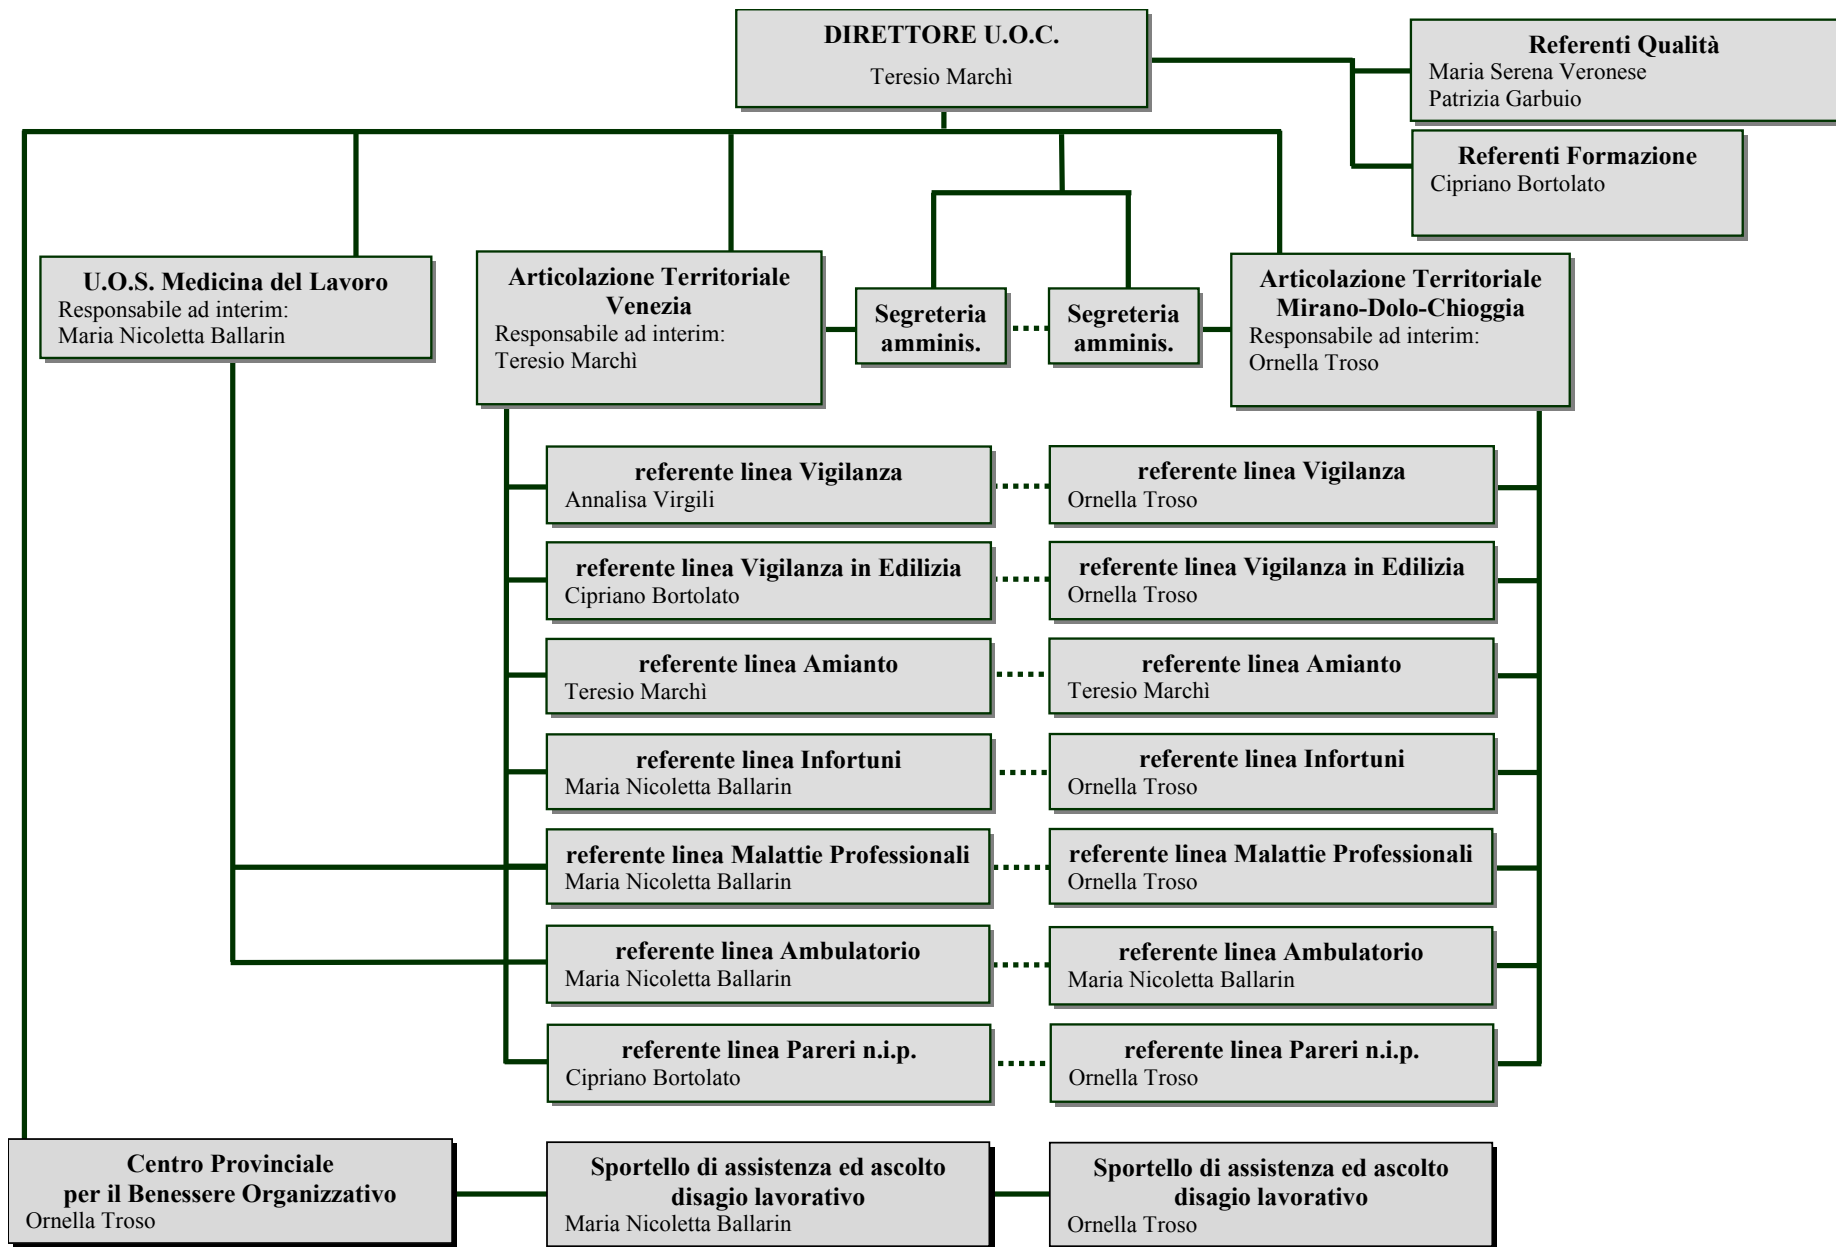 DIRETTORE U.O.C.
Teresio Marchì
Referenti Qualità
Maria Serena Veronese
Patrizia Garbuio
Referenti Formazione
Cipriano Bortolato
U.O.S. Medicina del Lavoro
Responsabile ad interim:
Maria Nicoletta Ballarin
Articolazione Territoriale
Venezia
Responsabile ad interim:
Teresio Marchì
Segreteria
amminis.
Segreteria
amminis.
Articolazione Territoriale
Mirano-Dolo-Chioggia
Responsabile ad interim:
Ornella Troso
referente linea Vigilanza
Annalisa Virgili
referente linea Vigilanza
Ornella Troso
referente linea Vigilanza in Edilizia
Cipriano Bortolato
referente linea Vigilanza in Edilizia
Ornella Troso
referente linea Amianto
Teresio Marchì
referente linea Amianto
Teresio Marchì
referente linea Infortuni
Maria Nicoletta Ballarin
referente linea Infortuni
Ornella Troso
referente linea Malattie Professionali
Maria Nicoletta Ballarin
referente linea Malattie Professionali
Ornella Troso
referente linea Ambulatorio
Maria Nicoletta Ballarin
referente linea Ambulatorio
Maria Nicoletta Ballarin
referente linea Pareri n.i.p.
Cipriano Bortolato
referente linea Pareri n.i.p.
Ornella Troso
Centro Provinciale
per il Benessere Organizzativo
Ornella Troso
Sportello di assistenza ed ascolto
disagio lavorativo
Maria Nicoletta Ballarin
Sportello di assistenza ed ascolto
disagio lavorativo
Ornella Troso